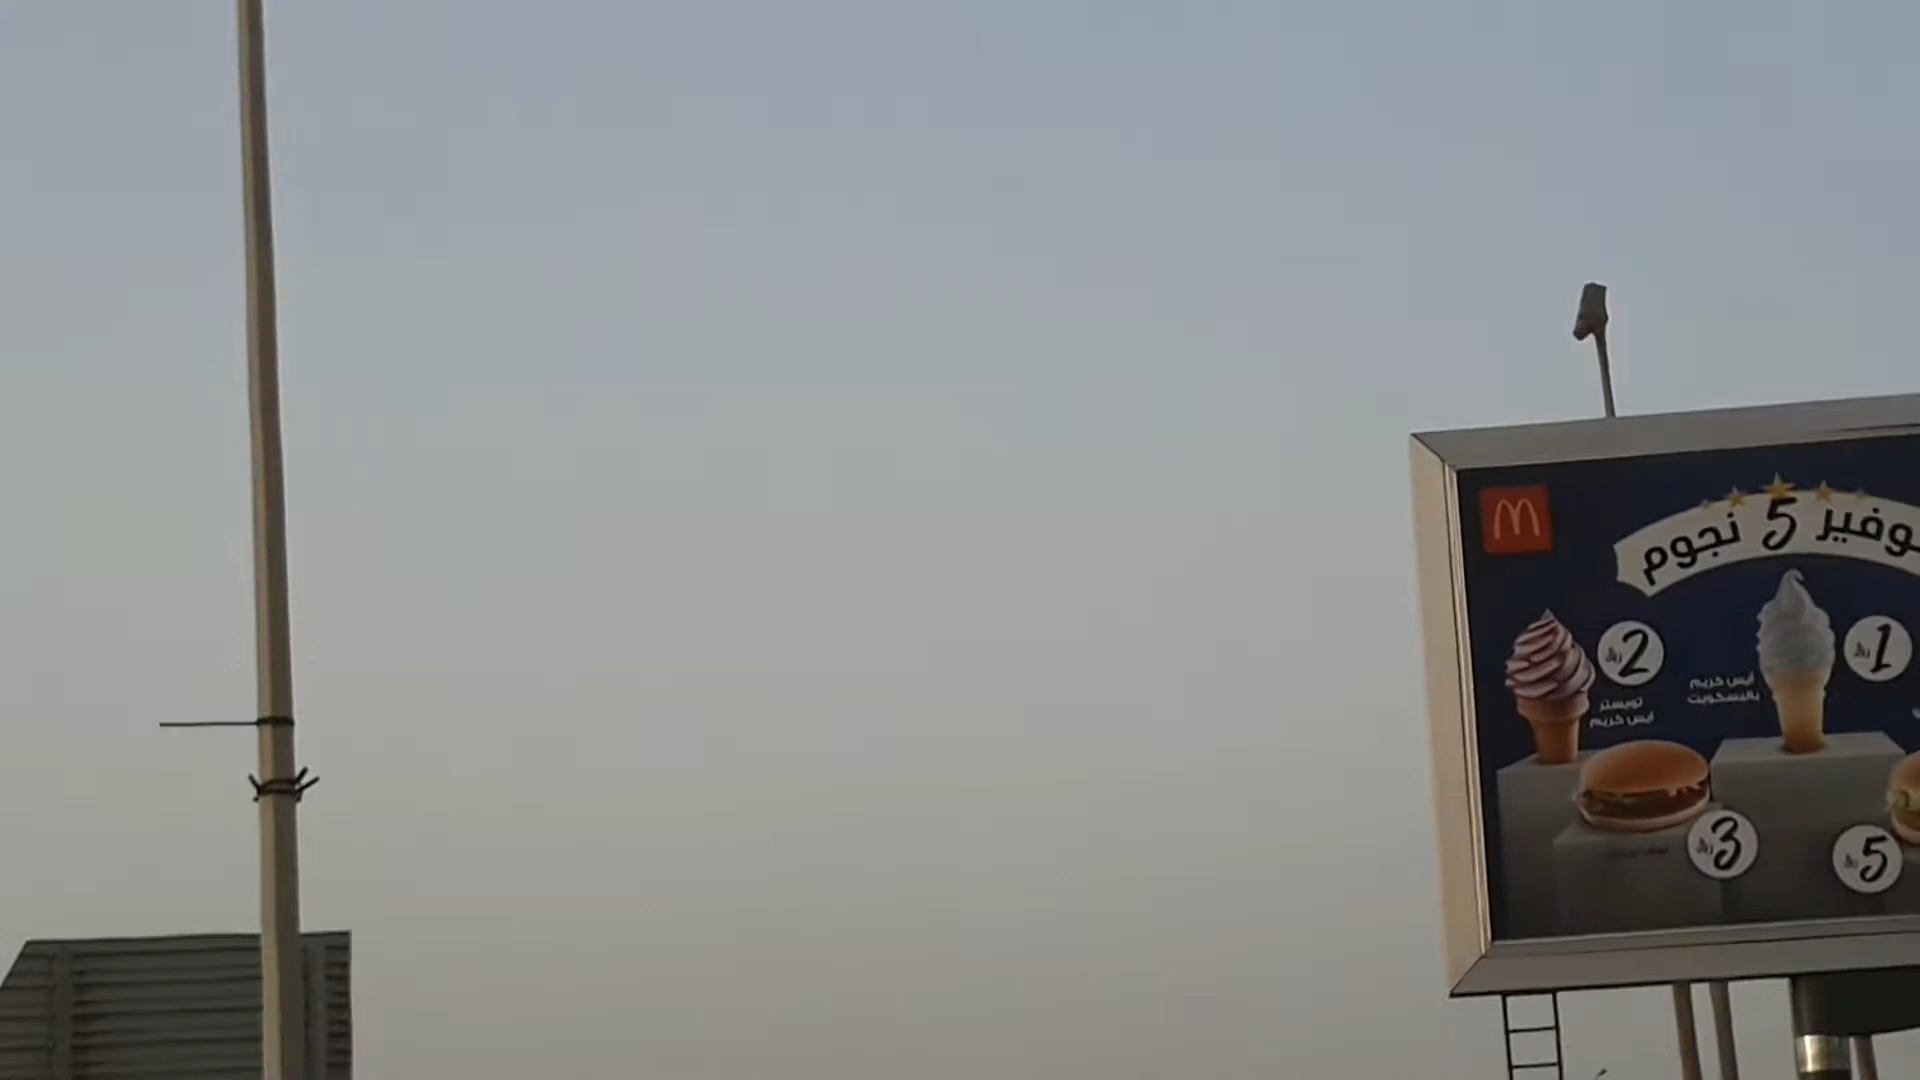 وفير 5 نجوم
1 ريال
آيس كريم
بالبسكويت
2 ريال
تويستر
آيس كريم
5 ريال
3 ريال